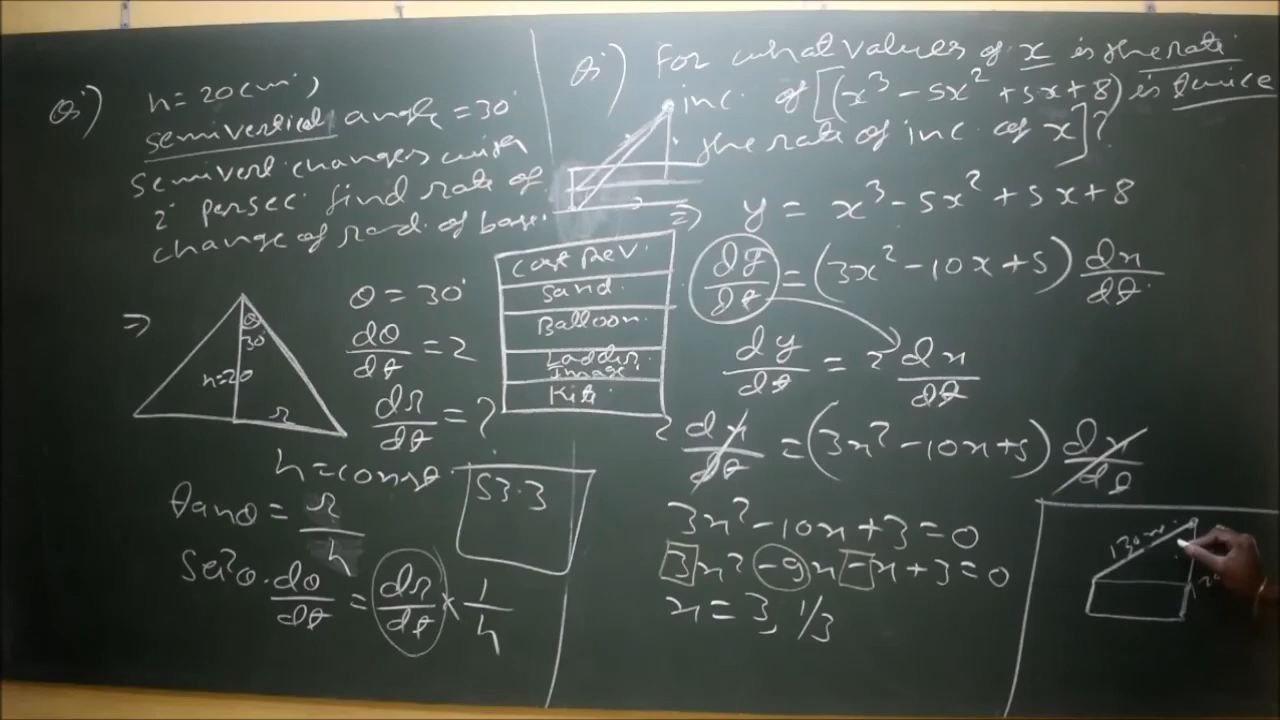 Q.) h = 20cm,
semivertical angle = 30°
semivert. changes with
2° persec. find rate of
change of rad. of base.
⇒
θ
30°
h=20
r
θ = 30°
dθ/dt = 2
dr/dt = ?
h = const
tanθ = r/h
sec²θ · dθ/dt = dr/dt × 1/h
53.3
Cost Rev.
Sand.
Balloon.
Ladder.
Image.
Kite.
Q.) For what values of x is the rate
inc. of [(x³ - 5x² + 5x + 8) is twice
the rate of inc. of x]?
⇒ y = x³ - 5x² + 5x + 8
dy/dt = (3x² - 10x + 5) dx/dt
dy/dt = 2 dx/dt
2 dx/dt = (3x² - 10x + 5) dx/dt
3x² - 10x + 3 = 0
3x² - 9x - x + 3 = 0
x = 3, 1/3
130m